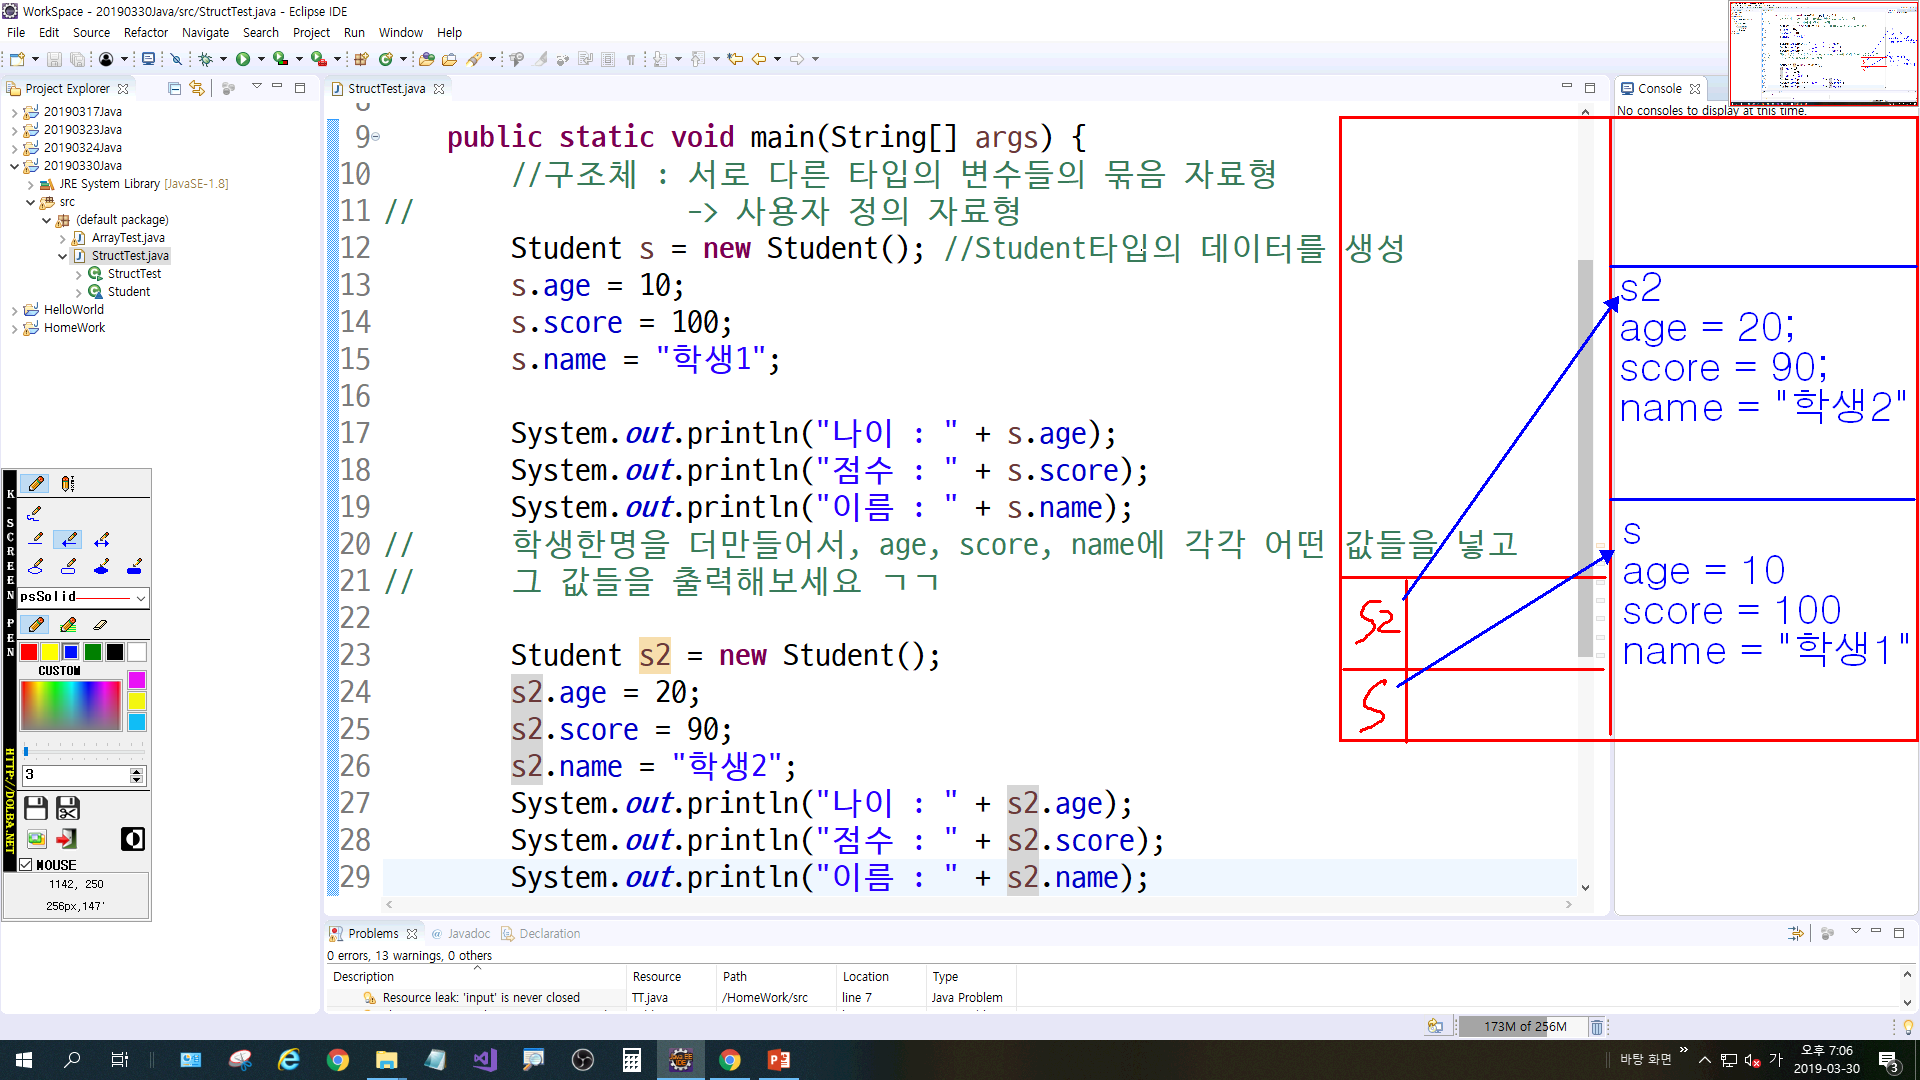 WorkSpace - 20190330Java/src/StructTest.java - Eclipse IDE
File Edit Source Refactor Navigate Search Project Run Window Help
Project Explorer
20190317Java
20190323Java
20190324Java
20190330Java
JRE System Library [JavaSE-1.8]
src
(default package)
ArrayTest.java
StructTest.java
StructTest
Student
HelloWorld
HomeWork
StructTest.java
9 public static void main(String[] args) {
10 //구조체 : 서로 다른 타입의 변수들의 묶음 자료형
11 // -> 사용자 정의 자료형
12 Student s = new Student(); //Student타입의 데이터를 생성
13 s.age = 10;
14 s.score = 100;
15 s.name = "학생1";
16
17 System.out.println("나이 : " + s.age);
18 System.out.println("점수 : " + s.score);
19 System.out.println("이름 : " + s.name);
20 // 학생한명을 더만들어서, age, score, name에 각각 어떤 값들을 넣고
21 // 그 값들을 출력해보세요 ㄱㄱ
22
23 Student s2 = new Student();
24 s2.age = 20;
25 s2.score = 90;
26 s2.name = "학생2";
27 System.out.println("나이 : " + s2.age);
28 System.out.println("점수 : " + s2.score);
29 System.out.println("이름 : " + s2.name);
Console
No consoles to display at this time.
s2
age = 20;
score = 90;
name = "학생2"
s
age = 10
score = 100
name = "학생1"
S2
S
K-SCREEN PEN
HTTP://DOLBA.NET
psSolid
CUSTOM
3
MOUSE
1142, 250
256px,147'
Problems Javadoc Declaration
0 errors, 13 warnings, 0 others
Description Resource Path Location Type
Resource leak: 'input' is never closed TT.java /HomeWork/src line 7 Java Problem
173M of 256M
바탕 화면
가
오후 7:06
2019-03-30
3